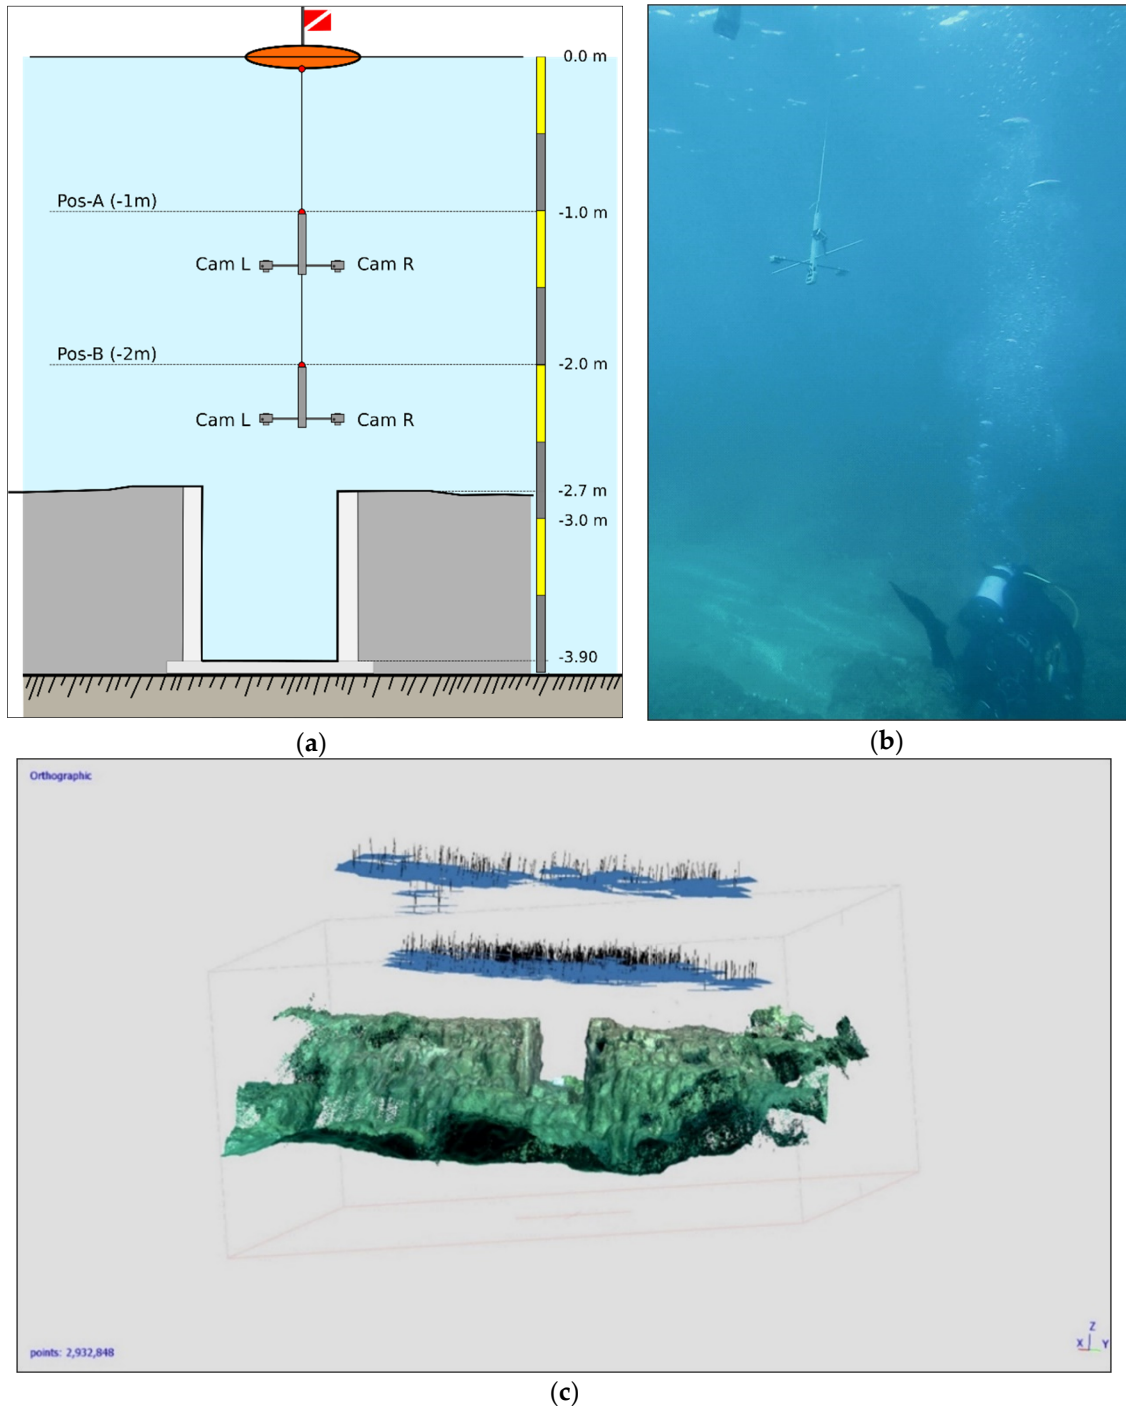 0.0 m
Pos-A (-1m)
-1.0 m
Cam L
Cam R
Pos-B (-2m)
-2.0 m
Cam L
Cam R
-2.7 m
-3.0 m
-3.90
(a)
(b)
Orthographic
points: 2,932,848
Z
X
Y
(c)